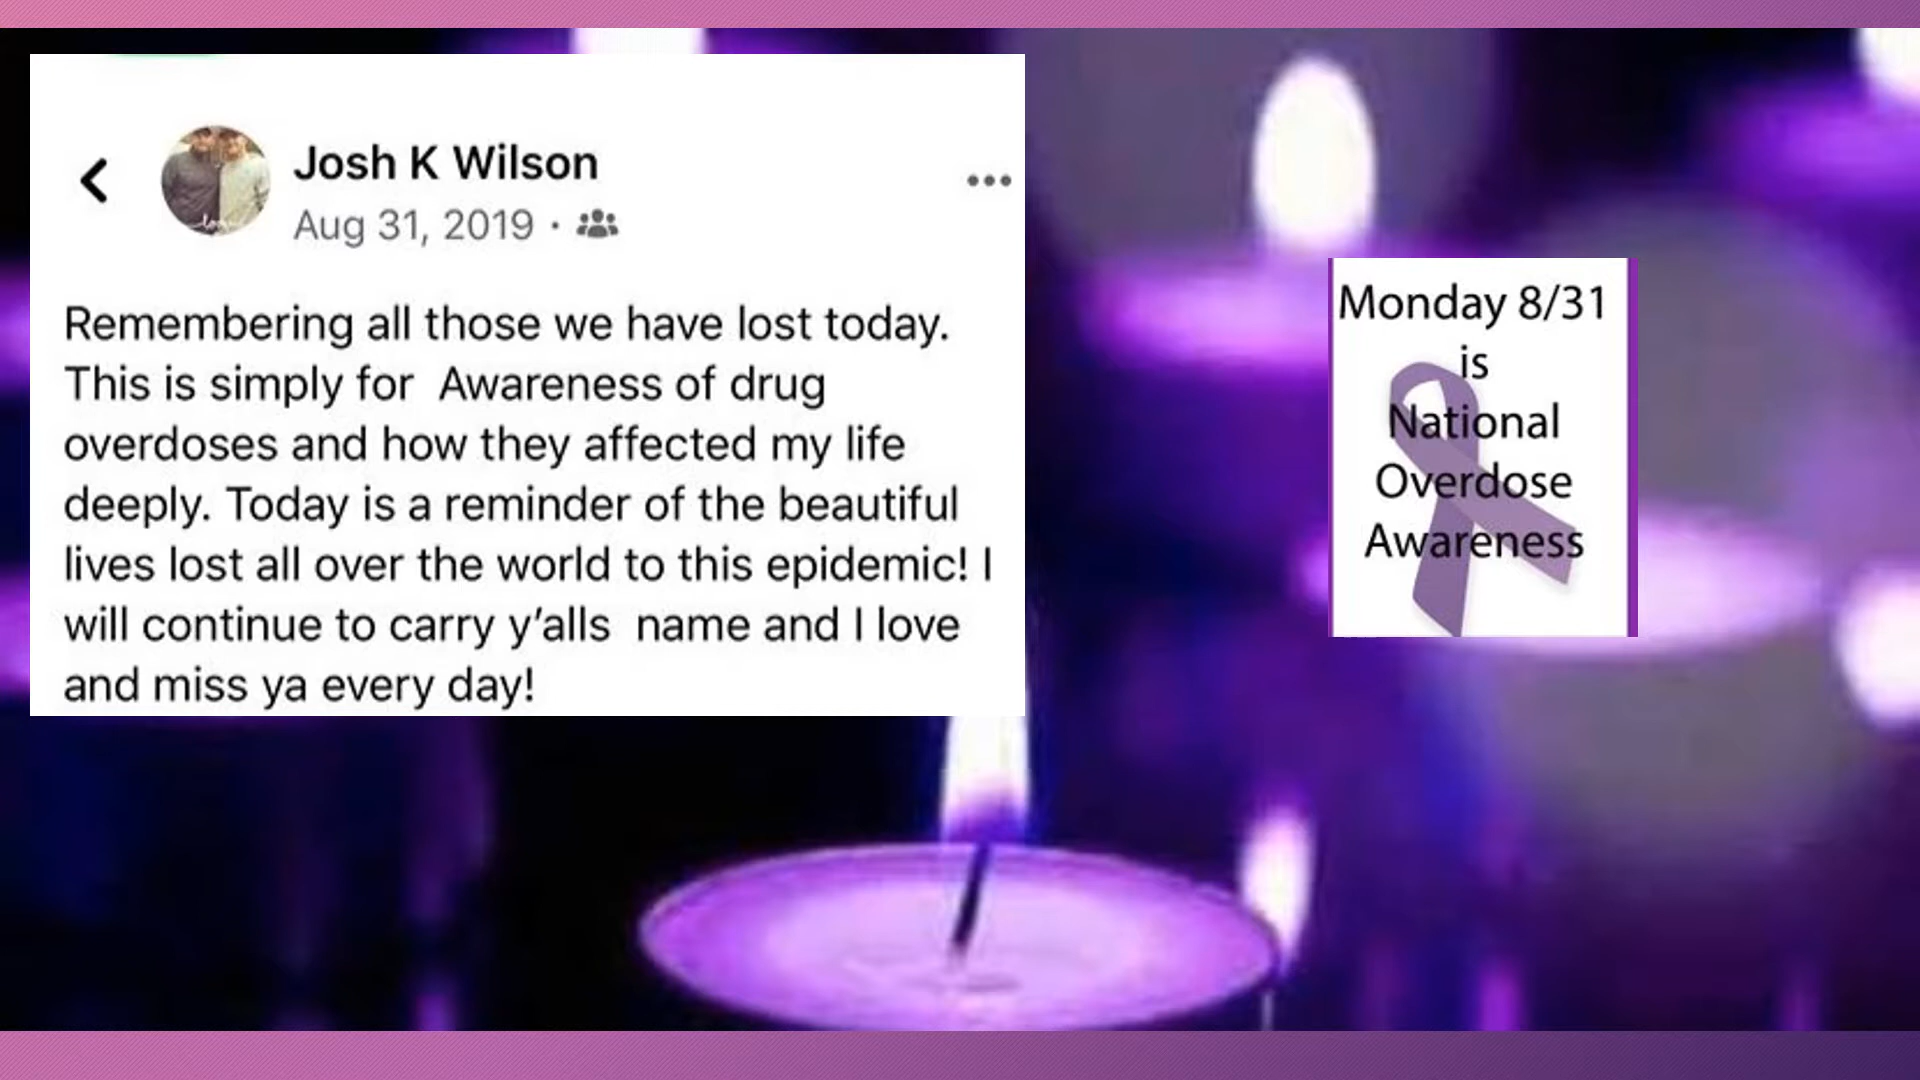 Josh K Wilson
Aug 31, 2019 ·
Remembering all those we have lost today.
This is simply for  Awareness of drug
overdoses and how they affected my life
deeply. Today is a reminder of the beautiful
lives lost all over the world to this epidemic! I
will continue to carry y’alls  name and I love
and miss ya every day!
Monday 8/31
is
National
Overdose
Awareness